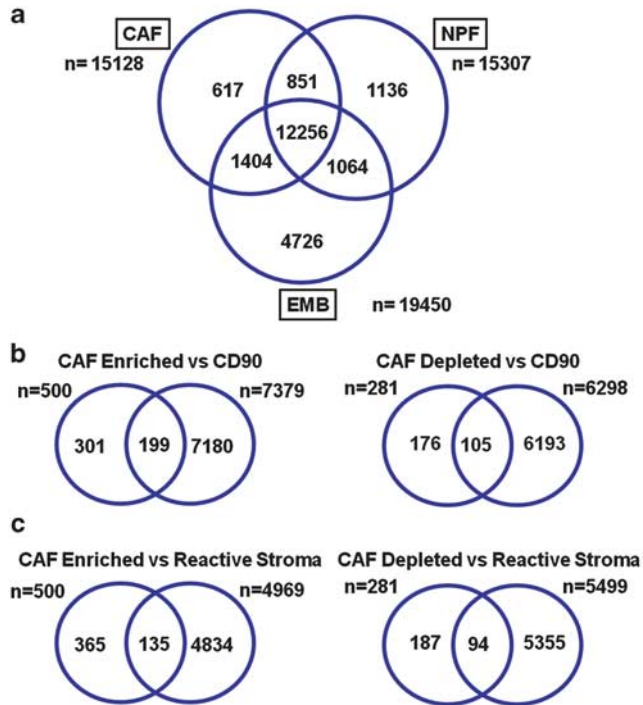 a
CAF
NPF
n= 15128
n= 15307
617
851
1136
12256
1404
1064
4726
EMB
n= 19450
b
CAF Enriched vs CD90
CAF Depleted vs CD90
n=500
n=7379
n=281
n=6298
301
199
7180
176
105
6193
c
CAF Enriched vs Reactive Stroma
CAF Depleted vs Reactive Stroma
n=500
n=4969
n=281
n=5499
365
135
4834
187
94
5355